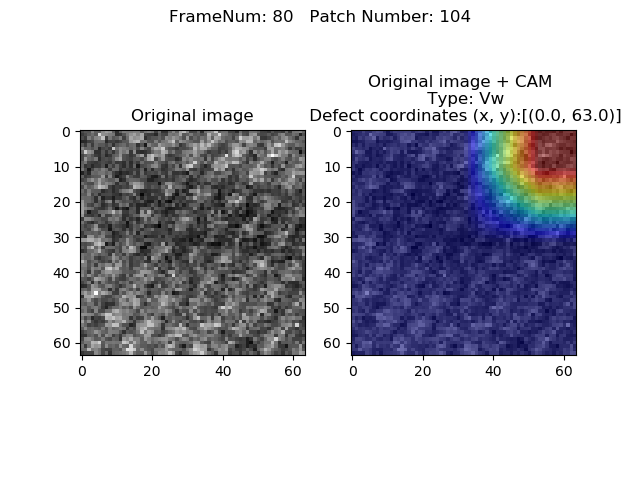 FrameNum: 80   Patch Number: 104
Original image
0
10
20
30
40
50
60
0 20 40 60
Original image + CAM
Type: Vw
Defect coordinates (x, y):[(0.0, 63.0)]
0
10
20
30
40
50
60
0 20 40 60